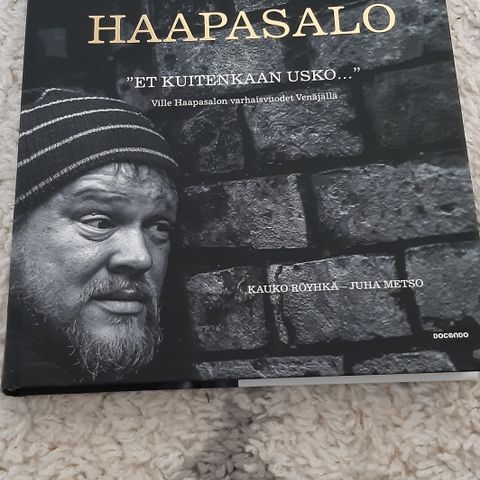 HAAPASALO
"ET KUITENKAAN USKO..."
Ville Haapasalon varhaisvuodet Venäjällä
KAUKO RÖYHKÄ – JUHA METSO
DOCENDO